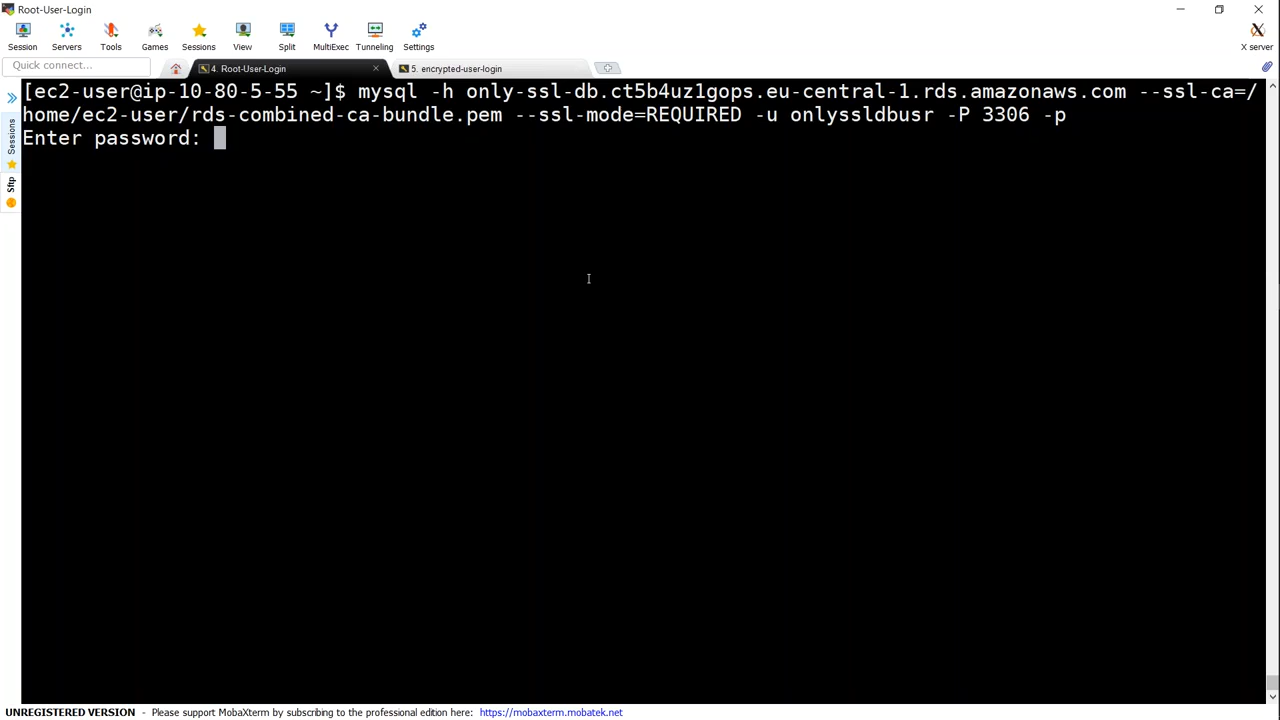 Root-User-Login
Session Servers Tools Games Sessions View Split MultiExec Tunneling Settings X server
Quick connect... 4. Root-User-Login 5. encrypted-user-login
[ec2-user@ip-10-80-5-55 ~]$ mysql -h only-ssl-db.ct5b4uz1gops.eu-central-1.rds.amazonaws.com --ssl-ca=/
home/ec2-user/rds-combined-ca-bundle.pem --ssl-mode=REQUIRED -u onlyssldbusr -P 3306 -p
Enter password:
Sessions
Sftp
UNREGISTERED VERSION - Please support MobaXterm by subscribing to the professional edition here: https://mobaxterm.mobatek.net